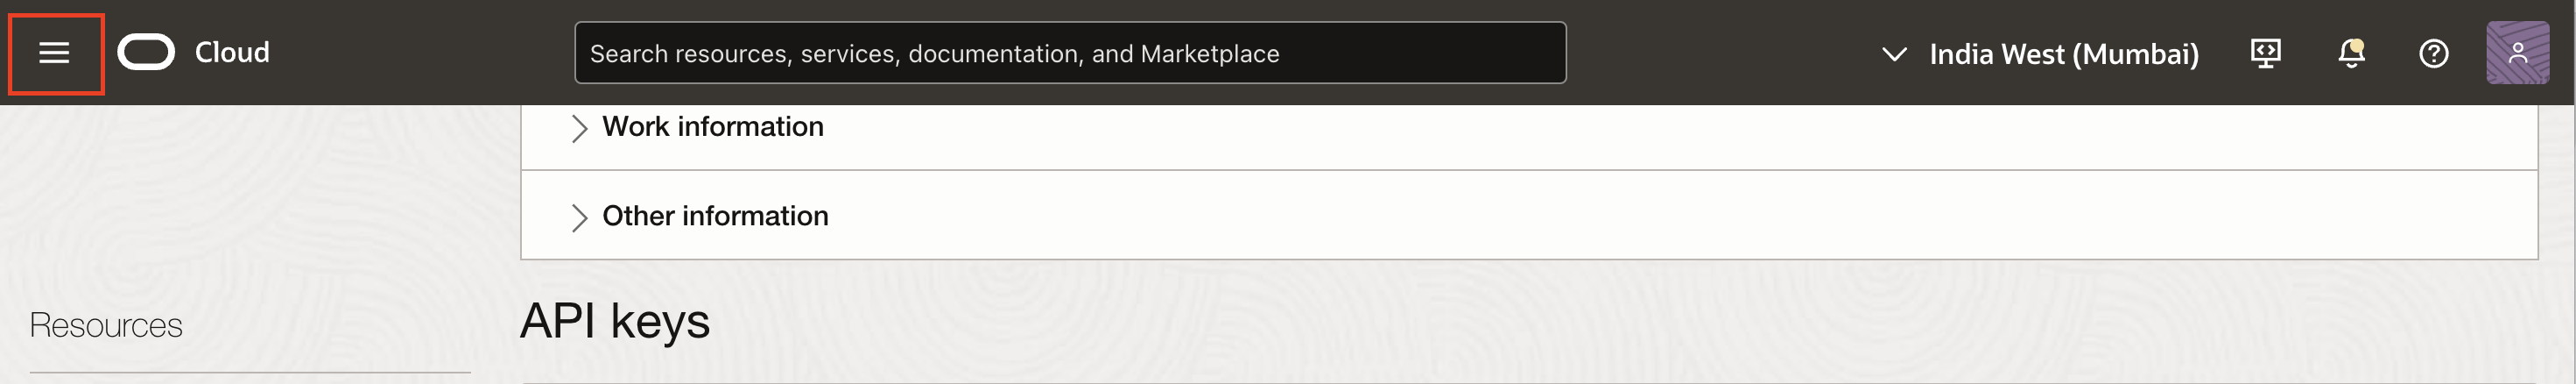 Cloud
Search resources, services, documentation, and Marketplace
India West (Mumbai)
Work information
Other information
Resources
API keys